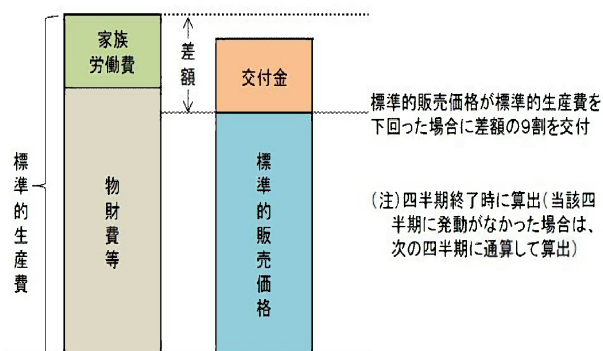 家族
労働費
差額
交付金
標準的販売価格が標準的生産費を
下回った場合に差額の9割を交付
標準的生産費
物財費等
標準的販売価格
（注）四半期終了時に算出（当該四
半期に発動がなかった場合は、
次の四半期に通算して算出）